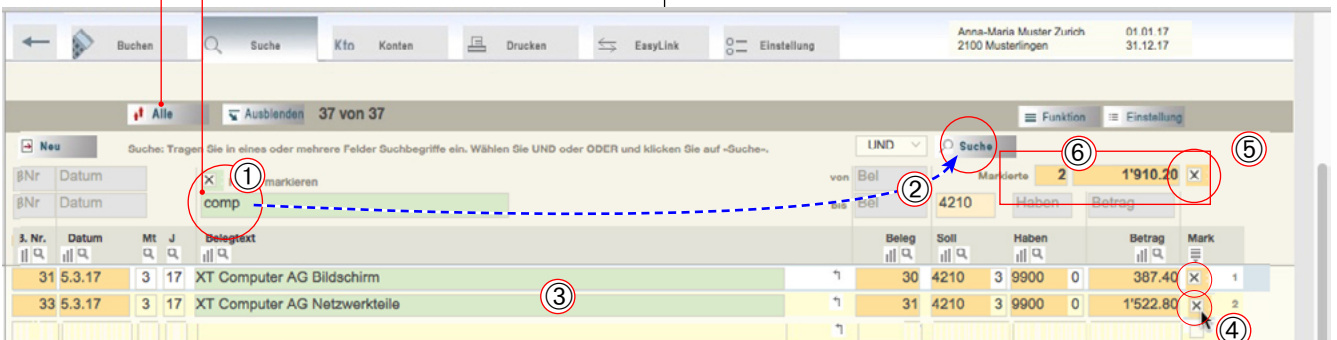 Buchen Suche Kto Konten Drucken EasyLink Einstellung
Anna-Maria Muster Zurich 01.01.17
2100 Musterlingen 31.12.17
Alle Ausblenden 37 von 37 Funktion Einstellung
Neu Suche: Tragen Sie in eines oder mehrere Felder Suchbegriffe ein. Wählen Sie UND oder ODER und klicken Sie auf «Suche». UND Suche
⑤
①
⑥
Datum markieren von Bel Markierte 2 1'910.20
②
Datum comp bis Bel 4210 Haben Betrag
B. Nr. Datum Mt J Belegtext Beleg Soll Haben Betrag Mark
31 5.3.17 3 17 XT Computer AG Bildschirm 30 4210 3 9900 0 387.40 1
33 5.3.17 3 17 XT Computer AG Netzwerkteile ③ 31 4210 3 9900 0 1'522.80 2
④